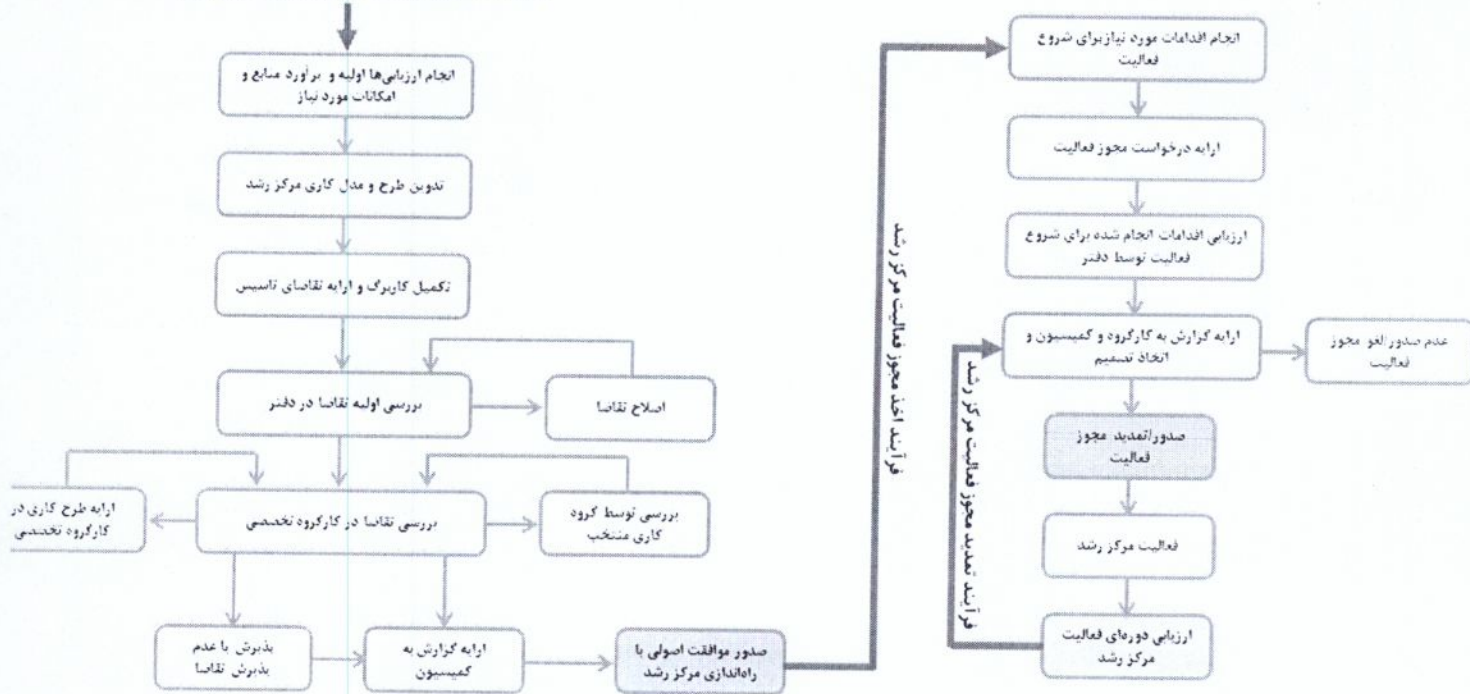 انجام ارزیابی‌ها اولیه و برآورد منابع و
امکانات مورد نیاز
تدوین طرح و مدل کاری مرکز رشد
تکمیل کاربرگ و ارایه تقاضای تاسیس
بررسی اولیه تقاضا در دفتر
اصلاح تقاضا
ارایه طرح کاری در
کارگروه تخصصی
بررسی تقاضا در کارگروه تخصصی
بررسی توسط گروه
کاری منتخب
پذیرش یا عدم
پذیرش تقاضا
ارایه گزارش به
کمیسیون
صدور موافقت اصولی با
راه‌اندازی مرکز رشد
فرآیند اخذ مجوز فعالیت مرکز رشد
انجام اقدامات مورد نیاز برای شروع
فعالیت
ارایه درخواست مجوز فعالیت
ارزیابی اقدامات انجام شده برای شروع
فعالیت توسط دفتر
ارایه گزارش به کارگروه و کمیسیون و
اتخاذ تصمیم
عدم صدور/لغو مجوز
فعالیت
صدور/تمدید مجوز
فعالیت
فعالیت مرکز رشد
ارزیابی دوره‌ای فعالیت
مرکز رشد
فرآیند تمدید مجوز فعالیت مرکز رشد